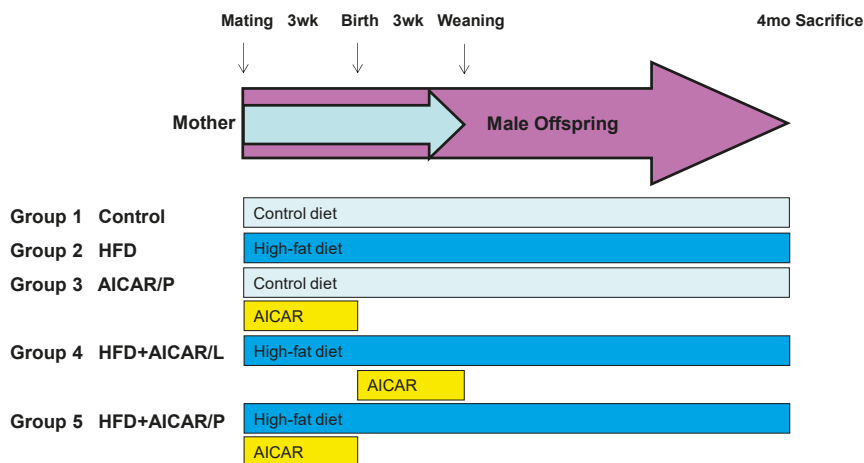 Mating 3wk Birth 3wk Weaning 4mo Sacrifice
Mother Male Offspring
Group 1 Control Control diet
Group 2 HFD High-fat diet
Group 3 AICAR/P Control diet
AICAR
Group 4 HFD+AICAR/L High-fat diet
AICAR
Group 5 HFD+AICAR/P High-fat diet
AICAR